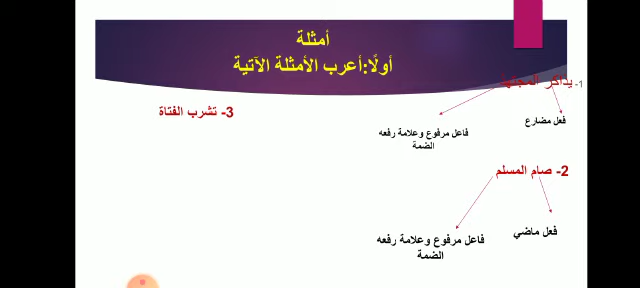 أمثلة
أولًا:أعرب الأمثلة الآتية
1- يذاكر المجتهد
فعل مضارع
فاعل مرفوع وعلامة رفعه
الضمة
2- صام المسلم
فعل ماضي
فاعل مرفوع وعلامة رفعه
الضمة
3- تشرب الفتاة